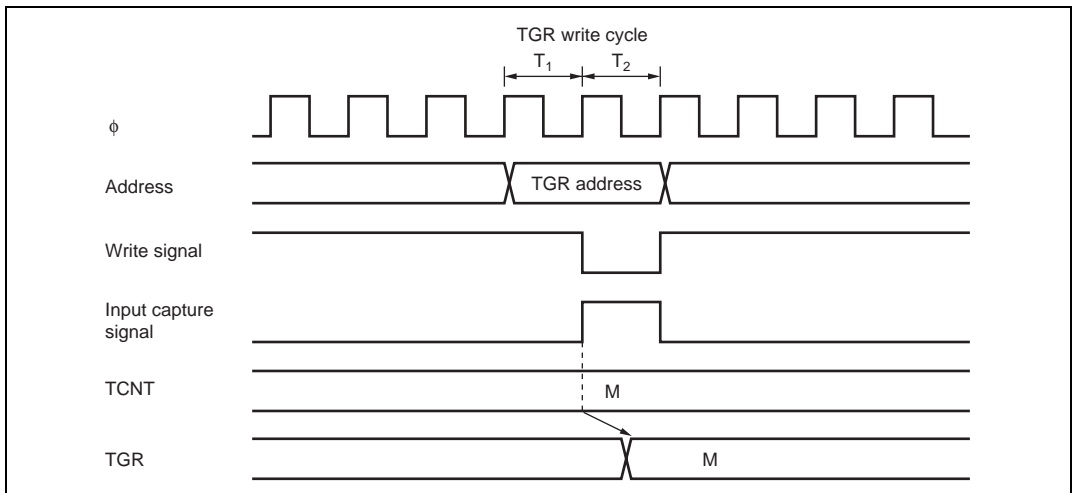 TGR write cycle
T1 T2
ϕ
Address
TGR address
Write signal
Input capture
signal
TCNT
M
TGR
M